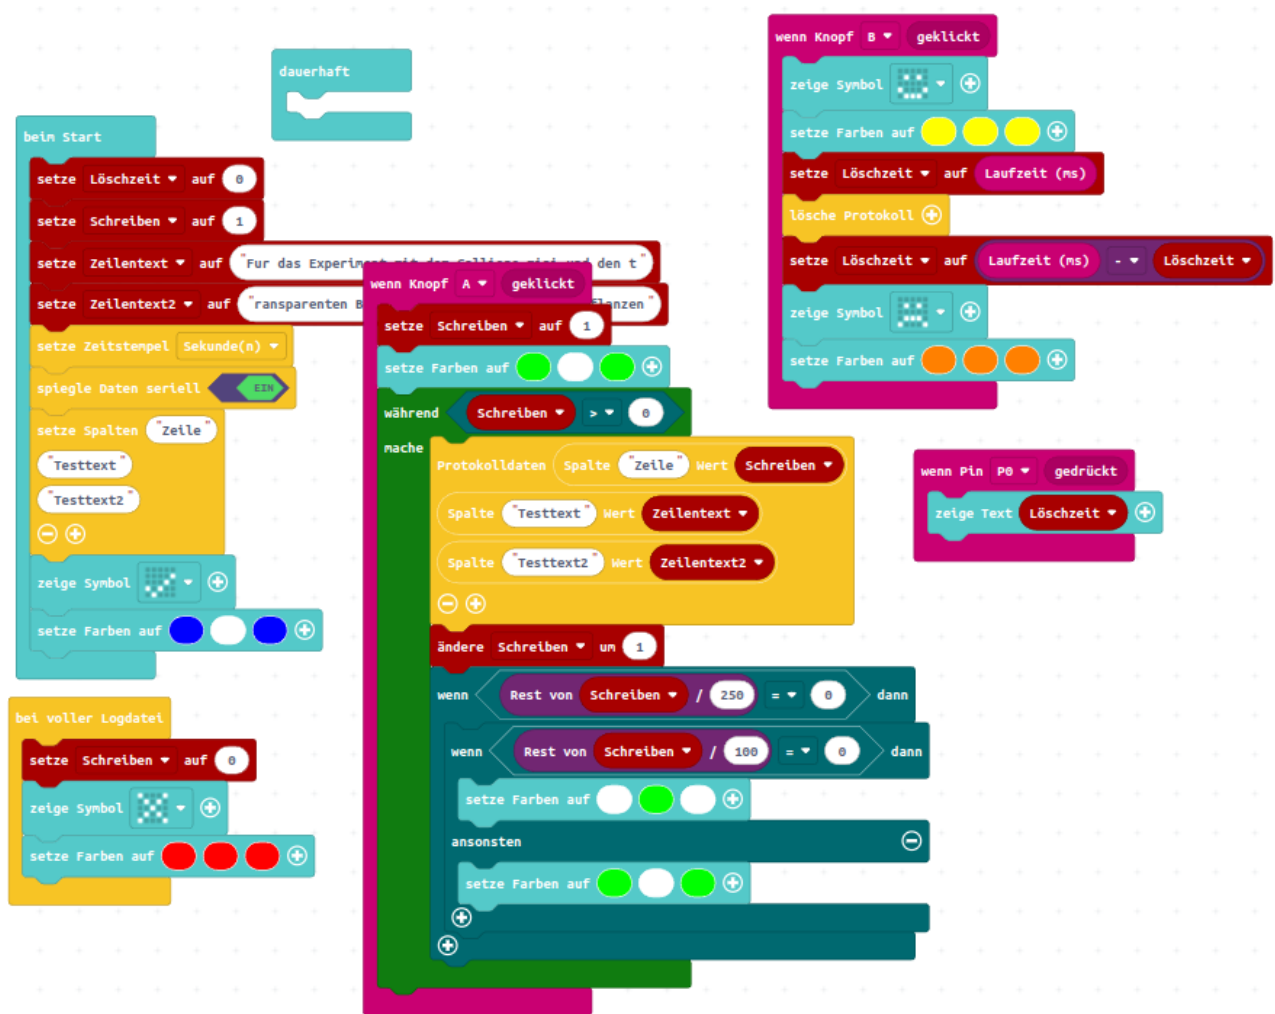 dauerhaft
beim Start
setze Löschzeit auf 0
setze Schreiben auf 1
setze Zeilentext auf "Fur das Experiment mit dem Calliope mini und den t"
setze Zeilentext2 auf "ransparenten B flanzen"
setze Zeitstempel Sekunde(n)
spiegle Daten seriell EIN
setze Spalten "Zeile"
"Testtext"
"Testtext2"
zeige Symbol
setze Farben auf
bei voller Logdatei
setze Schreiben auf 0
zeige Symbol
setze Farben auf
wenn Knopf A geklickt
setze Schreiben auf 1
setze Farben auf
während Schreiben > 0
mache
Protokolldaten Spalte "Zeile" Wert Schreiben
Spalte "Testtext" Wert Zeilentext
Spalte "Testtext2" Wert Zeilentext2
ändere Schreiben um 1
wenn Rest von Schreiben / 250 = 0 dann
wenn Rest von Schreiben / 100 = 0 dann
setze Farben auf
ansonsten
setze Farben auf
wenn Knopf B geklickt
zeige Symbol
setze Farben auf
setze Löschzeit auf Laufzeit (ms)
lösche Protokoll
setze Löschzeit auf Laufzeit (ms) - Löschzeit
zeige Symbol
setze Farben auf
wenn Pin P0 gedrückt
zeige Text Löschzeit